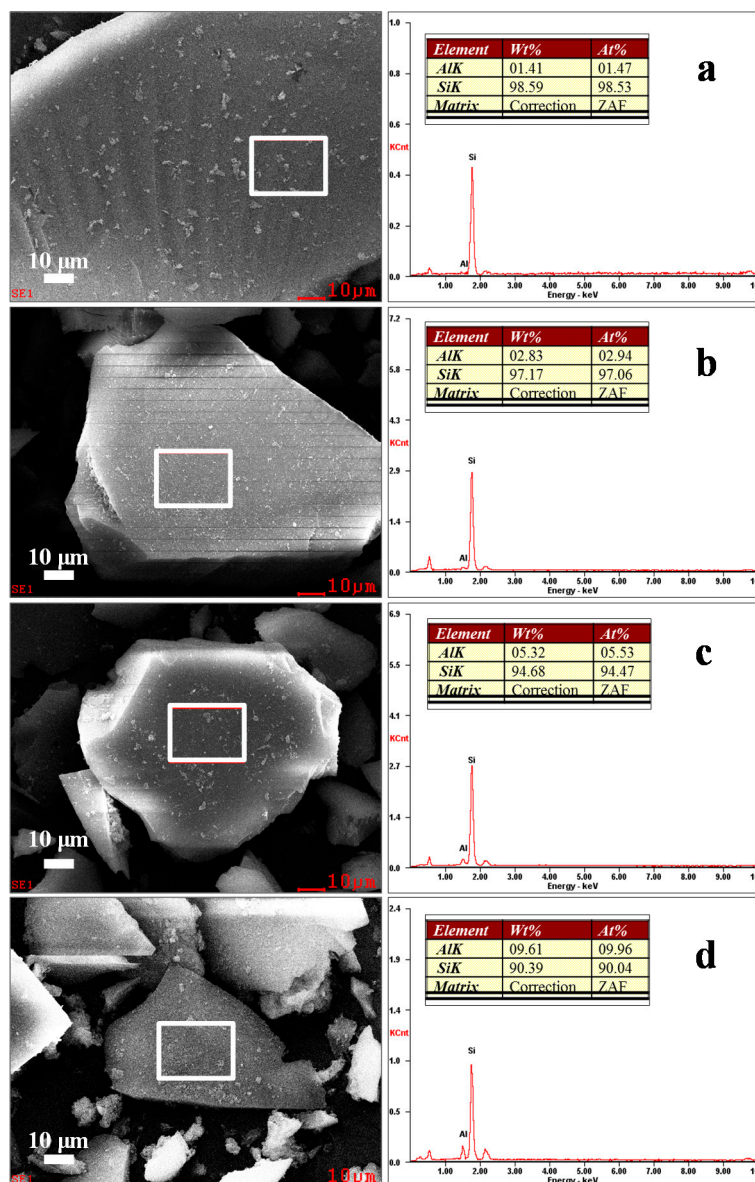 10 µm
SE1
10µm
a
Element Wt% At%
AlK 01.41 01.47
SiK 98.59 98.53
Matrix Correction ZAF
1.0
0.8
0.6
KCnt
0.4
0.2
0.0
Si
Al
1.00 2.00 3.00 4.00 5.00 6.00 7.00 8.00 9.00 1
Energy - keV
10 µm
SE1
10µm
b
Element Wt% At%
AlK 02.83 02.94
SiK 97.17 97.06
Matrix Correction ZAF
7.2
5.8
4.3
KCnt
2.9
1.4
0.0
Si
Al
1.00 2.00 3.00 4.00 5.00 6.00 7.00 8.00 9.00 10
Energy - keV
10 µm
SE1
10µm
c
Element Wt% At%
AlK 05.32 05.53
SiK 94.68 94.47
Matrix Correction ZAF
6.9
5.5
4.1
KCnt
2.7
1.4
0.0
Si
Al
1.00 2.00 3.00 4.00 5.00 6.00 7.00 8.00 9.00 10
Energy - keV
10 µm
SE1
10µm
d
Element Wt% At%
AlK 09.61 09.96
SiK 90.39 90.04
Matrix Correction ZAF
2.4
1.9
1.4
KCnt
1.0
0.5
0.0
Si
Al
1.00 2.00 3.00 4.00 5.00 6.00 7.00 8.00 9.00 10
Energy - keV